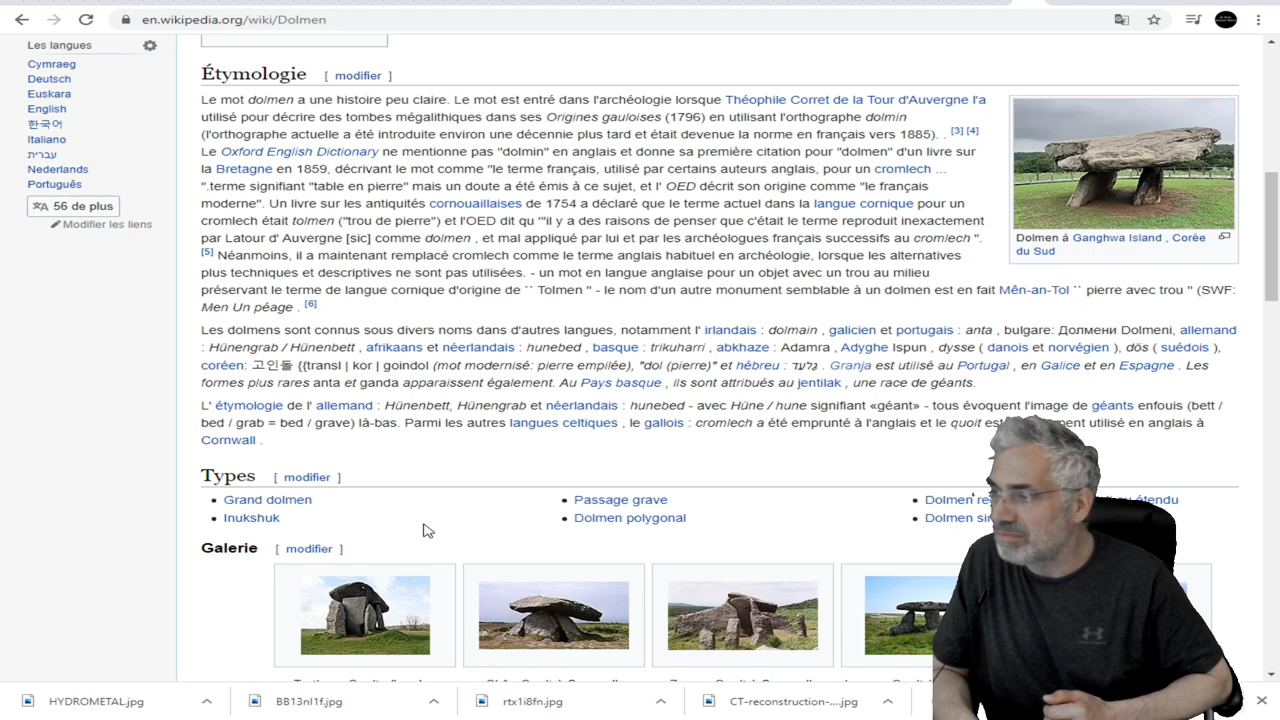 en.wikipedia.org/wiki/Dolmen
Les langues
Cymraeg
Deutsch
Euskara
English
한국어
Italiano
עברית
Nederlands
Português
56 de plus
Modifier les liens
Étymologie [ modifier ]
Le mot dolmen a une histoire peu claire. Le mot est entré dans l'archéologie lorsque Théophile Corret de la Tour d'Auvergne l'a
utilisé pour décrire des tombes mégalithiques dans ses Origines gauloises (1796) en utilisant l'orthographe dolmin
(l'orthographe actuelle a été introduite environ une décennie plus tard et était devenue la norme en français vers 1885). . [3] [4]
Le Oxford English Dictionary ne mentionne pas "dolmin" en anglais et donne sa première citation pour "dolmen" d'un livre sur
la Bretagne en 1859, décrivant le mot comme "le terme français, utilisé par certains auteurs anglais, pour un cromlech ...
".terme signifiant "table en pierre" mais un doute a été émis à ce sujet, et l' OED décrit son origine comme "le français
moderne". Un livre sur les antiquités cornouaillaises de 1754 a déclaré que le terme actuel dans la langue cornique pour un
cromlech était tolmen ("trou de pierre") et l'OED dit qu '"il y a des raisons de penser que c'était le terme reproduit inexactement
par Latour d' Auvergne [sic] comme dolmen , et mal appliqué par lui et par les archéologues français successifs au cromlech ".
[5] Néanmoins, il a maintenant remplacé cromlech comme le terme anglais habituel en archéologie, lorsque les alternatives
plus techniques et descriptives ne sont pas utilisées. - un mot en langue anglaise pour un objet avec un trou au milieu
préservant le terme de langue cornique d'origine de `` Tolmen '' - le nom d'un autre monument semblable à un dolmen est en fait Mên-an-Tol `` pierre avec trou '' (SWF:
Men Un péage . [6]
Dolmen à Ganghwa Island , Corée
du Sud
Les dolmens sont connus sous divers noms dans d'autres langues, notamment l' irlandais : dolmain , galicien et portugais : anta , bulgare: Долмени Dolmeni, allemand
: Hünengrab / Hünenbett , afrikaans et néerlandais : hunebed , basque : trikuharri , abkhaze : Adamra , Adyghe Ispun , dysse ( danois et norvégien ), dös ( suédois ),
coréen: 고인돌 {{transl | kor | goindol (mot modernisé: pierre empilée), "dol (pierre)" et hébreu : גַלעֵד . Granja est utilisé au Portugal , en Galice et en Espagne . Les
formes plus rares anta et ganda apparaissent également. Au Pays basque , ils sont attribués au jentilak , une race de géants.
L' étymologie de l' allemand : Hünenbett, Hünengrab et néerlandais : hunebed - avec Hüne / hune signifiant «géant» - tous évoquent l'image de géants enfouis (bett /
bed / grab = bed / grave) là-bas. Parmi les autres langues celtiques , le gallois : cromlech a été emprunté à l'anglais et le quoit est utilisé en anglais à
Cornwall .
Types [ modifier ]
Grand dolmen
Inukshuk
Passage grave
Dolmen polygonal
Dolmen étendu
Dolmen
Galerie [ modifier ]
HYDROMETAL.jpg
BB13nI1f.jpg
rtx1i8fn.jpg
CT-reconstruction-....jpg